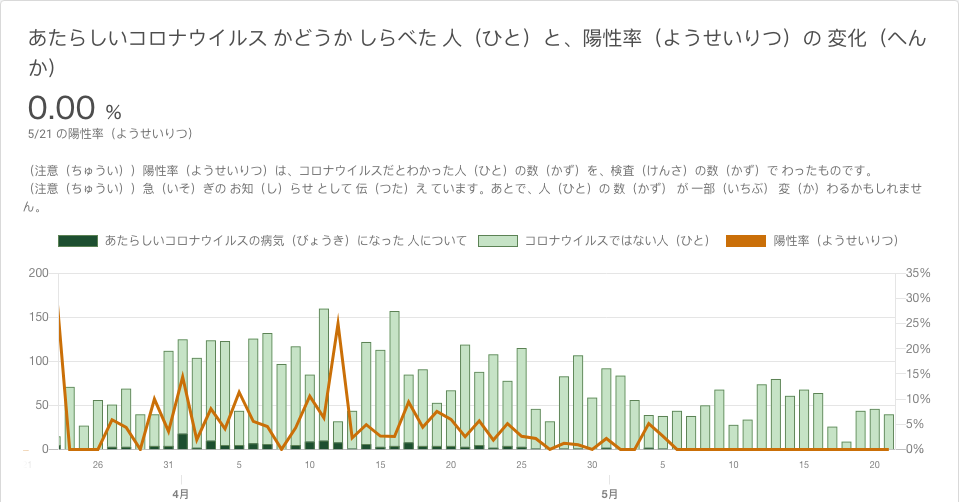 あたらしいコロナウイルス かどうか しらべた 人（ひと）と、陽性率（ようせいりつ）の 変化（へん
か）
0.00 %
5/21 の陽性率（ようせいりつ）
（注意（ちゅうい））陽性率（ようせいりつ）は、コロナウイルスだとわかった人（ひと）の数（かず）を、検査（けんさ）の数（かず）で わったものです。
（注意（ちゅうい））急（いそ）ぎの お知（し）らせ として 伝（つた）え ています。あとで、人（ひと）の 数（かず） が 一部（いちぶ） 変（か）わるかもしれませ
ん。
あたらしいコロナウイルスの病気（びょうき）になった 人について コロナウイルスではない人（ひと） 陽性率（ようせいりつ）
200 35%
30%
150
25%
20%
100
15%
10%
50
5%
0 0%
1 26 31 5 10 15 20 25 30 5 10 15 20
4月 5月